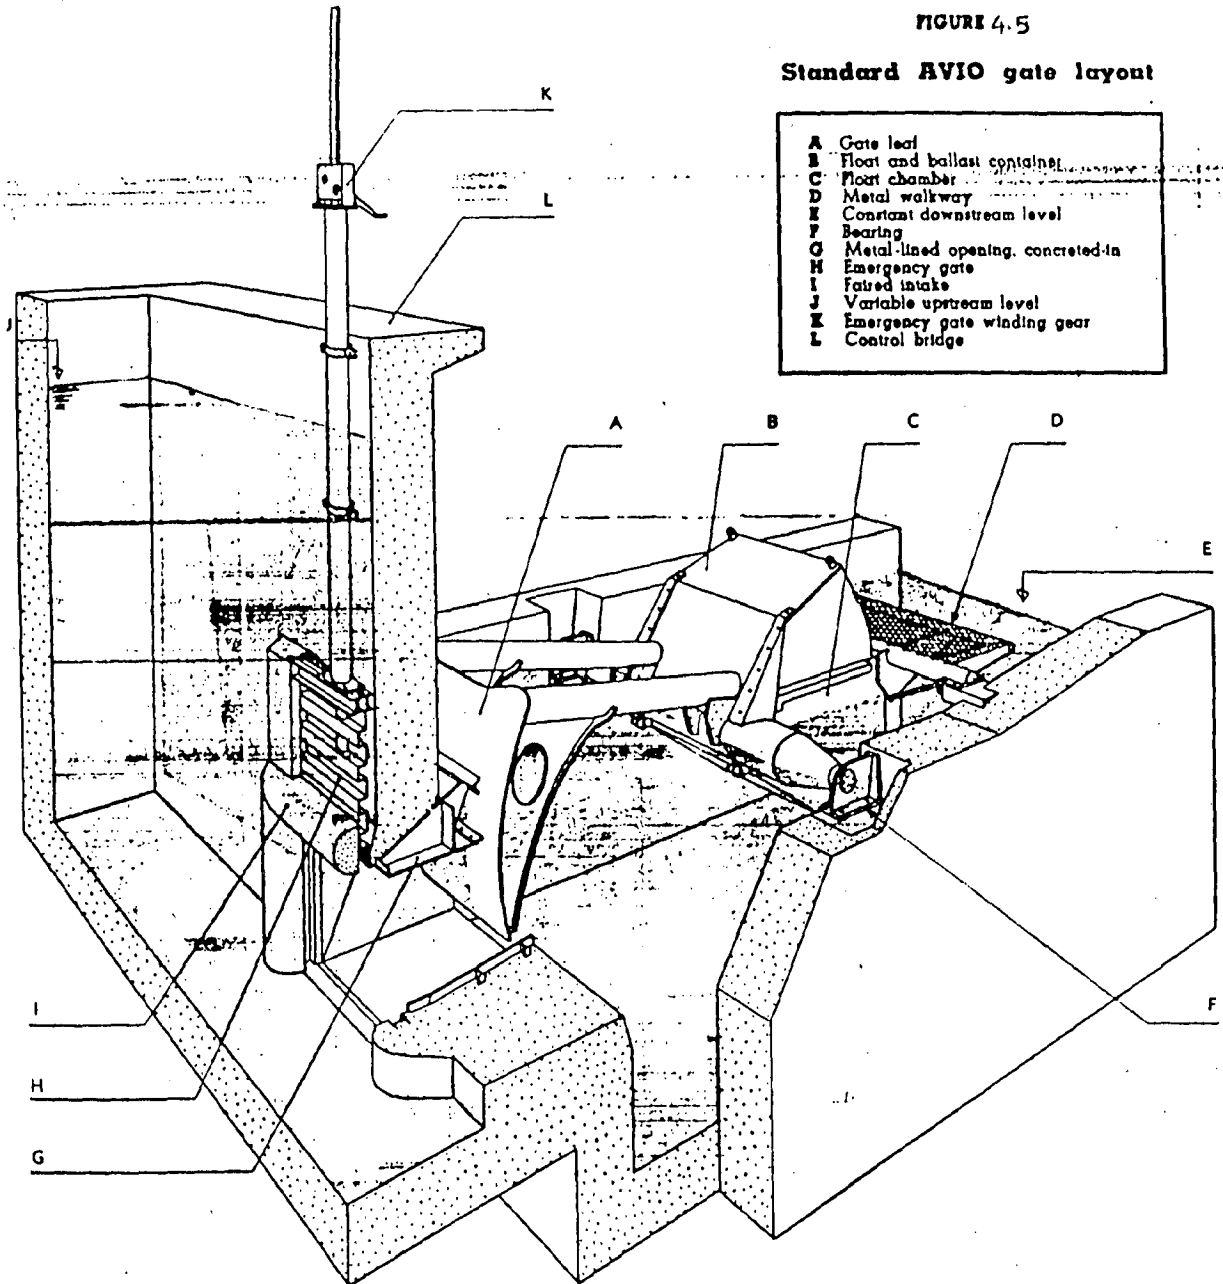 FIGURE 4.5
Standard AVIO gate layout
A Gate leaf
B Float and ballast container
C Float chamber
D Metal walkway
E Constant downstream level
F Bearing
G Metal-lined opening, concreted-in
H Emergency gate
I Faired intake
J Variable upstream level
K Emergency gate winding gear
L Control bridge
K
L
J
A
B
C
D
E
I
H
G
F